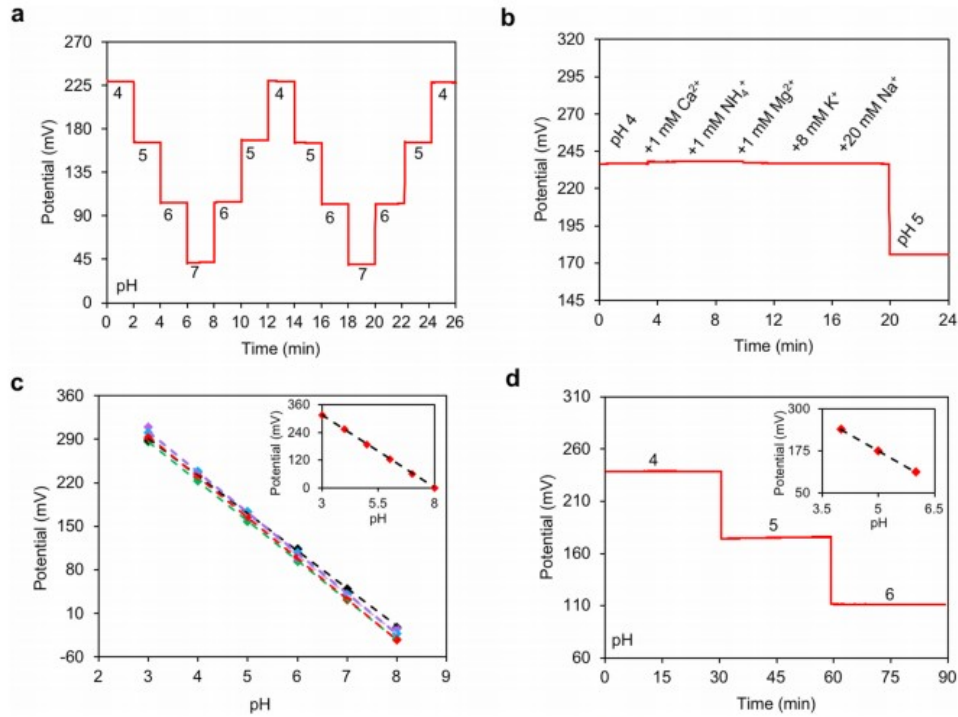 a
270
225
180
135
90
45
0
Potential (mV)
4
5
6
7
6
5
4
5
6
7
6
5
4
pH
0 2 4 6 8 10 12 14 16 18 20 22 24 26
Time (min)
b
320
295
270
245
220
195
170
145
Potential (mV)
pH 4
+1 mM Ca²⁺
+1 mM NH₄⁺
+1 mM Mg²⁺
+8 mM K⁺
+20 mM Na⁺
pH 5
0 4 8 12 16 20 24
Time (min)
c
360
290
220
150
80
10
-60
Potential (mV)
2 3 4 5 6 7 8 9
pH
360
240
120
0
Potential (mV)
3 5.5 8
pH
d
310
260
210
160
110
60
Potential (mV)
4
5
6
pH
0 15 30 45 60 75 90
Time (min)
300
175
50
Potential (mV)
3.5 5 6.5
pH